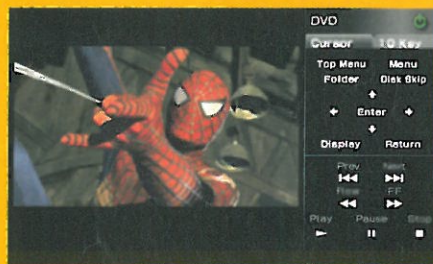 DVD
Cursor 10 Key
Top Menu Menu
Folder Disk Skip
Enter
Display Return
Prev Next
Rew FF
Play Pause Stop